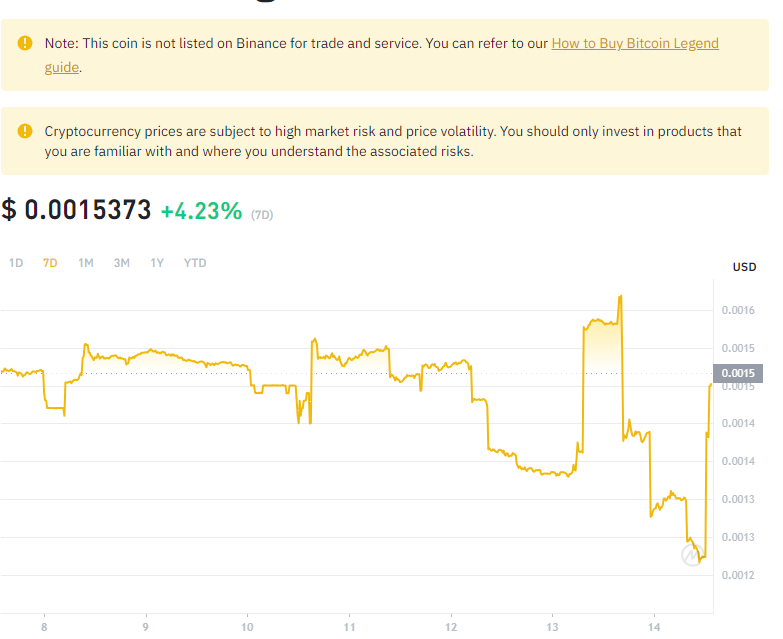 Note: This coin is not listed on Binance for trade and service. You can refer to our How to Buy Bitcoin Legend
guide.
Cryptocurrency prices are subject to high market risk and price volatility. You should only invest in products that
you are familiar with and where you understand the associated risks.
$ 0.0015373 +4.23% (7D)
1D 7D 1M 3M 1Y YTD
USD
0.0016
0.0015
0.0015
0.0015
0.0014
0.0014
0.0013
0.0013
0.0012
8 9 10 11 12 13 14